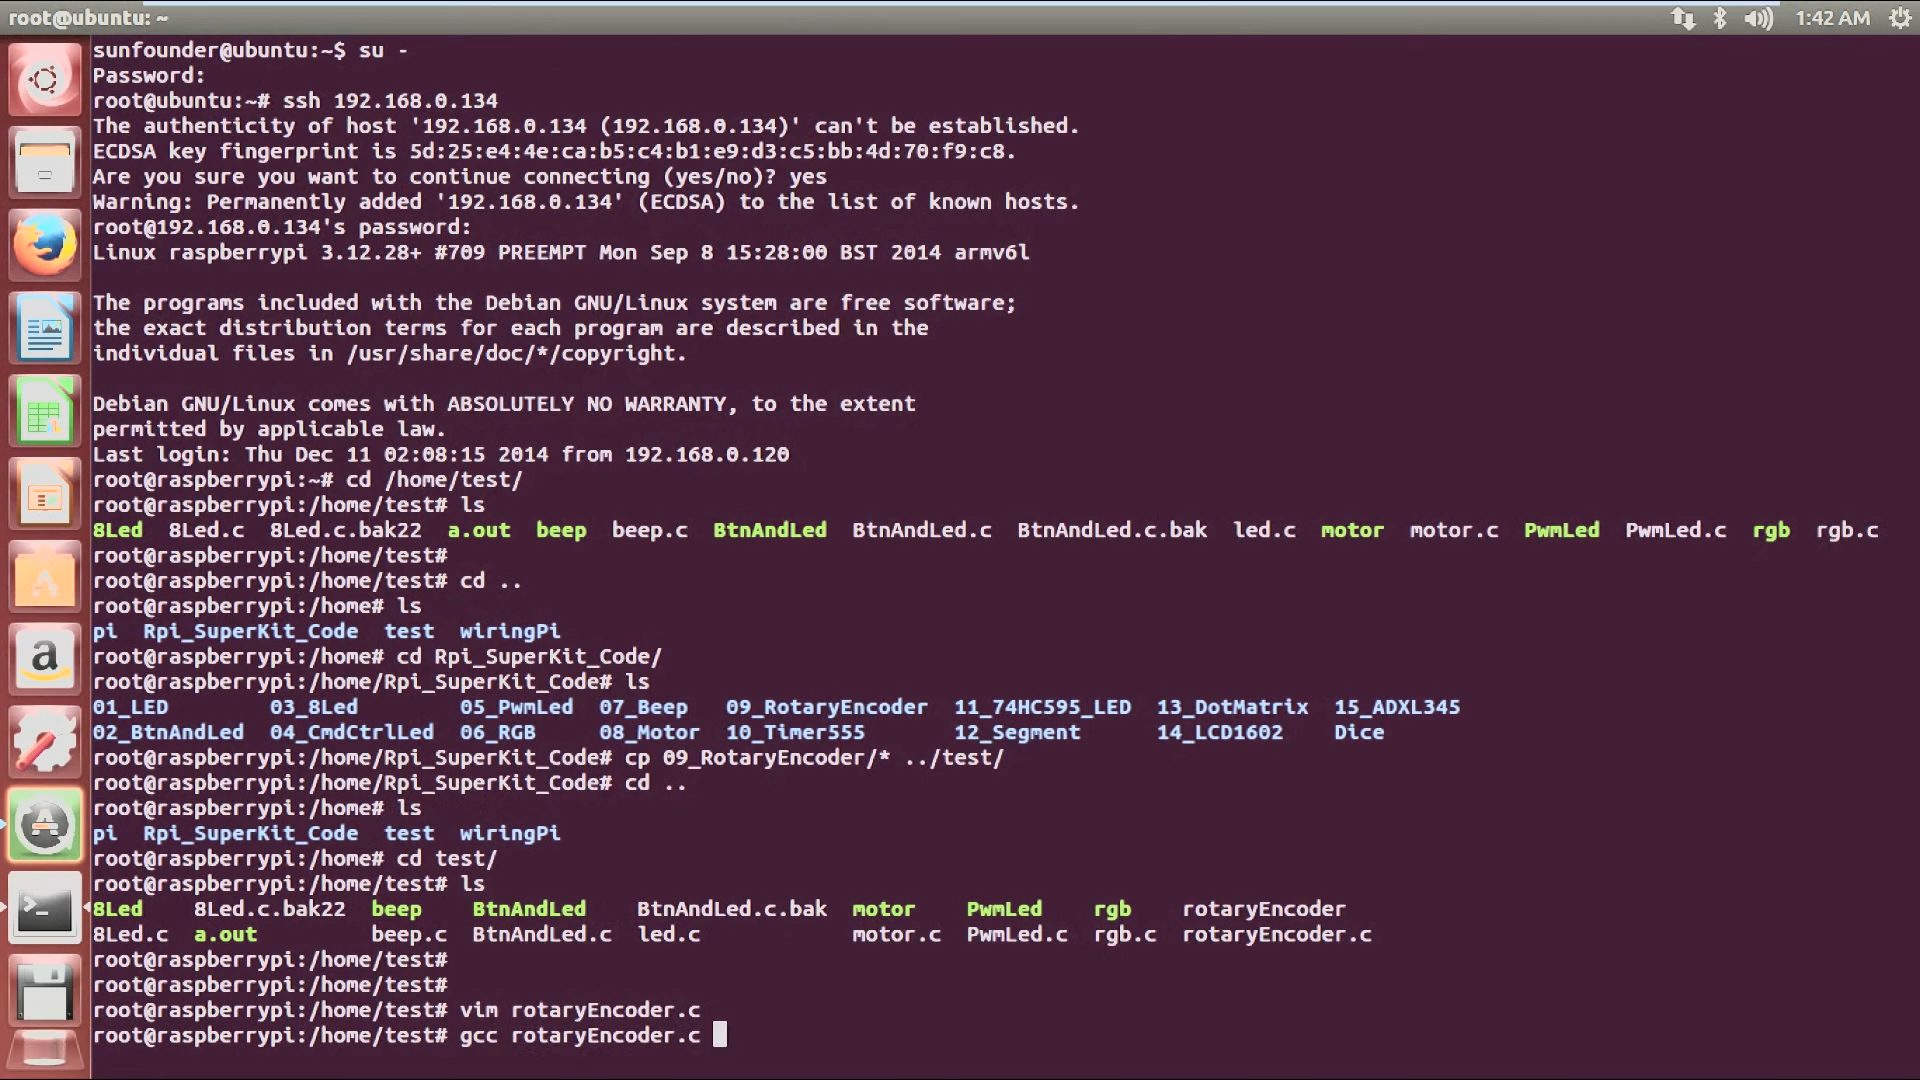 root@ubuntu: ~
1:42 AM
sunfounder@ubuntu:~$ su -
Password:
root@ubuntu:~# ssh 192.168.0.134
The authenticity of host '192.168.0.134 (192.168.0.134)' can't be established.
ECDSA key fingerprint is 5d:25:e4:4e:ca:b5:c4:b1:e9:d3:c5:bb:4d:70:f9:c8.
Are you sure you want to continue connecting (yes/no)? yes
Warning: Permanently added '192.168.0.134' (ECDSA) to the list of known hosts.
root@192.168.0.134's password:
Linux raspberrypi 3.12.28+ #709 PREEMPT Mon Sep 8 15:28:00 BST 2014 armv6l
The programs included with the Debian GNU/Linux system are free software;
the exact distribution terms for each program are described in the
individual files in /usr/share/doc/*/copyright.
Debian GNU/Linux comes with ABSOLUTELY NO WARRANTY, to the extent
permitted by applicable law.
Last login: Thu Dec 11 02:08:15 2014 from 192.168.0.120
root@raspberrypi:~# cd /home/test/
root@raspberrypi:/home/test# ls
8Led 8Led.c 8Led.c.bak22 a.out beep beep.c BtnAndLed BtnAndLed.c BtnAndLed.c.bak led.c motor motor.c PwmLed PwmLed.c rgb rgb.c
root@raspberrypi:/home/test#
root@raspberrypi:/home/test# cd ..
root@raspberrypi:/home# ls
pi Rpi_SuperKit_Code test wiringPi
root@raspberrypi:/home# cd Rpi_SuperKit_Code/
root@raspberrypi:/home/Rpi_SuperKit_Code# ls
01_LED 03_8Led 05_PwmLed 07_Beep 09_RotaryEncoder 11_74HC595_LED 13_DotMatrix 15_ADXL345
02_BtnAndLed 04_CmdCtrlLed 06_RGB 08_Motor 10_Timer555 12_Segment 14_LCD1602 Dice
root@raspberrypi:/home/Rpi_SuperKit_Code# cp 09_RotaryEncoder/* ../test/
root@raspberrypi:/home/Rpi_SuperKit_Code# cd ..
root@raspberrypi:/home# ls
pi Rpi_SuperKit_Code test wiringPi
root@raspberrypi:/home# cd test/
root@raspberrypi:/home/test# ls
8Led 8Led.c.bak22 beep BtnAndLed BtnAndLed.c.bak motor PwmLed rgb rotaryEncoder
8Led.c a.out beep.c BtnAndLed.c led.c motor.c PwmLed.c rgb.c rotaryEncoder.c
root@raspberrypi:/home/test#
root@raspberrypi:/home/test#
root@raspberrypi:/home/test# vim rotaryEncoder.c
root@raspberrypi:/home/test# gcc rotaryEncoder.c